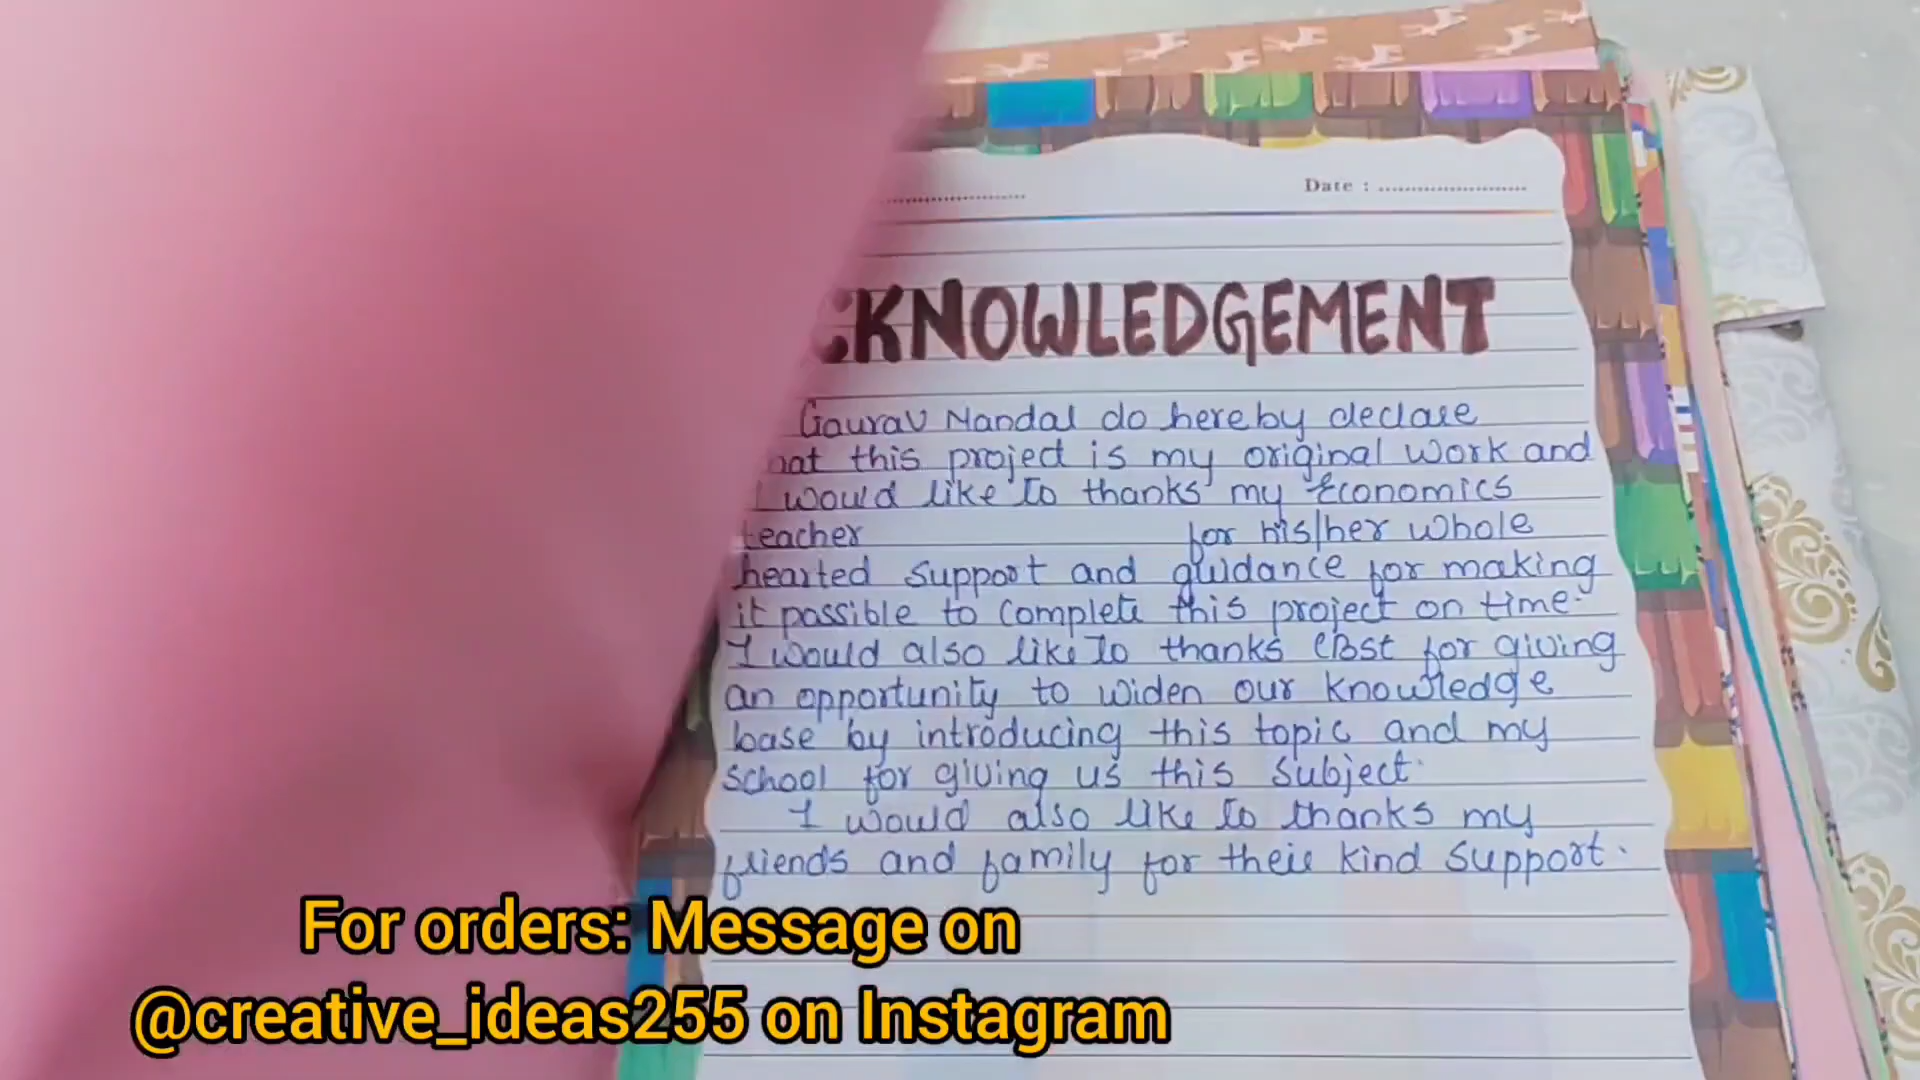 Date : ........................
CKNOWLEDGEMENT
Gaurav Mandal do hereby declare
hat this project is my original work and
I would like to thanks my Economics
teacher for his/her whole
hearted support and guidance for making
it possible to complete this project on time.
I would also like to thanks CBSE for giving
an opportunity to widen our knowledge
base by introducing this topic and my
school for giving us this subject.
I would also like to thanks my
friends and family for their kind support.
For orders: Message on
@creative_ideas255 on Instagram